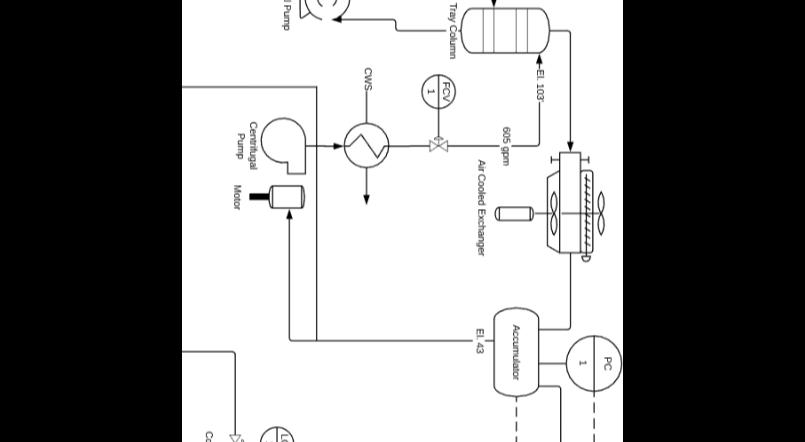 l Pump
Tray Column
El. 103'
CWS
FCV
1
605 gpm
Centrifugal
Pump
Motor
Air Cooled Exchanger
El. 43
Accumulator
PC
1